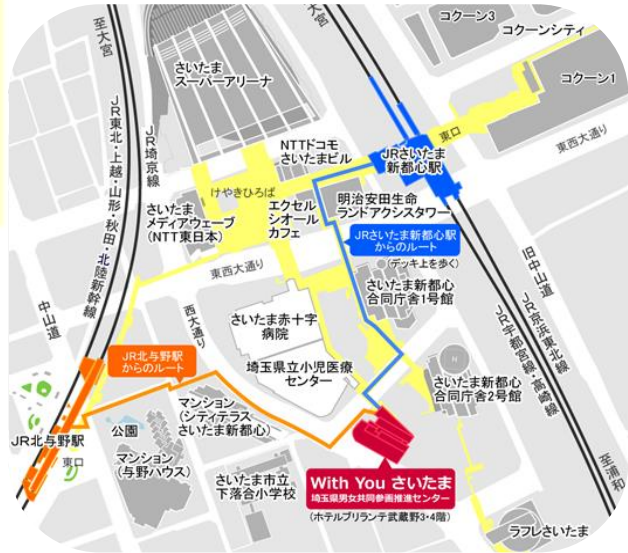 至大宮
至大宮
コクーン3
コクーンシティ
コクーン1
さいたま
スーパーアリーナ
JR東北・上越・山形・秋田・北陸新幹線
JR埼京線
NTTドコモ
さいたまビル
JRさいたま
新都心駅
東口
東西大通り
けやきひろば
さいたま
メディアウェーブ
(NTT東日本)
エクセル
シオール
カフェ
明治安田生命
ランドアクシスタワー
JRさいたま新都心駅
からのルート
(デッキ上を歩く)
東西大通り
さいたま新都心
合同庁舎1号館
旧中山道
JR京浜東北線
JR宇都宮線・高崎線
中山道
西大通り
さいたま赤十字
病院
埼玉県立小児医療
センター
N
さいたま新都心
合同庁舎2号館
JR北与野駅
からのルート
マンション
(シティテラス
さいたま新都心)
公園
JR北与野駅
東口
マンション
(与野ハウス)
さいたま市立
下落合小学校
With You さいたま
埼玉県男女共同参画推進センター
(ホテルブリランテ武蔵野3・4階)
至浦和
ラフレさいたま